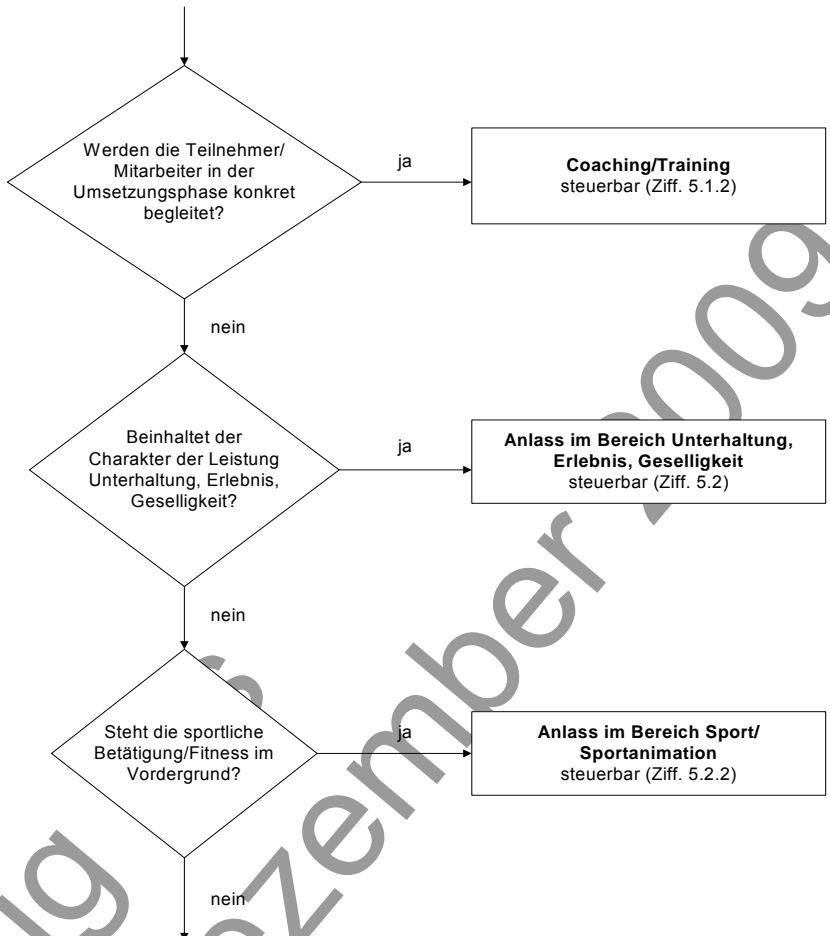 Werden die Teilnehmer/
Mitarbeiter in der
Umsetzungsphase konkret
begleitet?
ja
Coaching/Training
steuerbar (Ziff. 5.1.2)
nein
Beinhaltet der
Charakter der Leistung
Unterhaltung, Erlebnis,
Geselligkeit?
ja
Anlass im Bereich Unterhaltung,
Erlebnis, Geselligkeit
steuerbar (Ziff. 5.2)
nein
Steht die sportliche
Betätigung/Fitness im
Vordergrund?
ja
Anlass im Bereich Sport/
Sportanimation
steuerbar (Ziff. 5.2.2)
nein
zember 2009